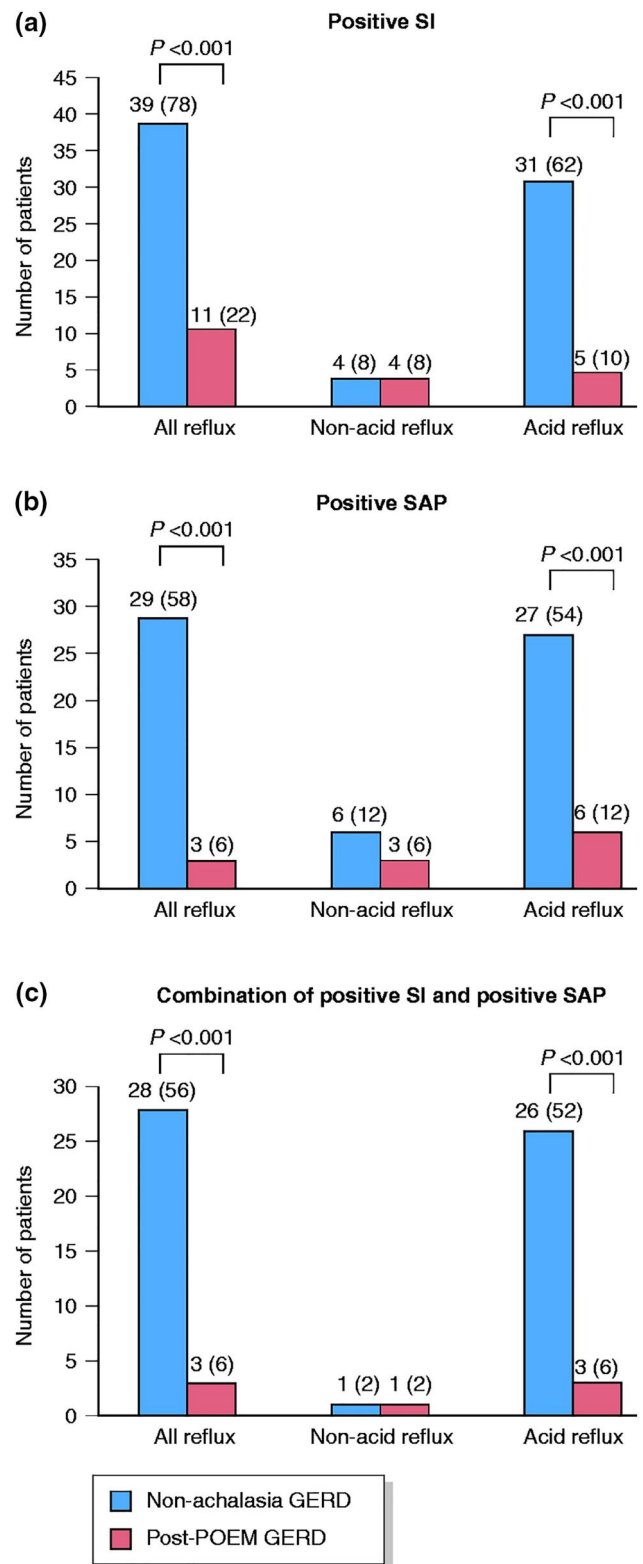 (a)
Positive SI
P <0.001
P <0.001
Number of patients
45
40
35
30
25
20
15
10
5
0
39 (78)
11 (22)
4 (8) 4 (8)
31 (62)
5 (10)
All reflux Non-acid reflux Acid reflux
(b)
Positive SAP
P <0.001
P <0.001
Number of patients
35
30
25
20
15
10
5
0
29 (58)
3 (6)
6 (12)
3 (6)
27 (54)
6 (12)
All reflux Non-acid reflux Acid reflux
(c)
Combination of positive SI and positive SAP
P <0.001
P <0.001
Number of patients
30
25
20
15
10
5
0
28 (56)
3 (6)
1 (2) 1 (2)
26 (52)
3 (6)
All reflux Non-acid reflux Acid reflux
Non-achalasia GERD
Post-POEM GERD